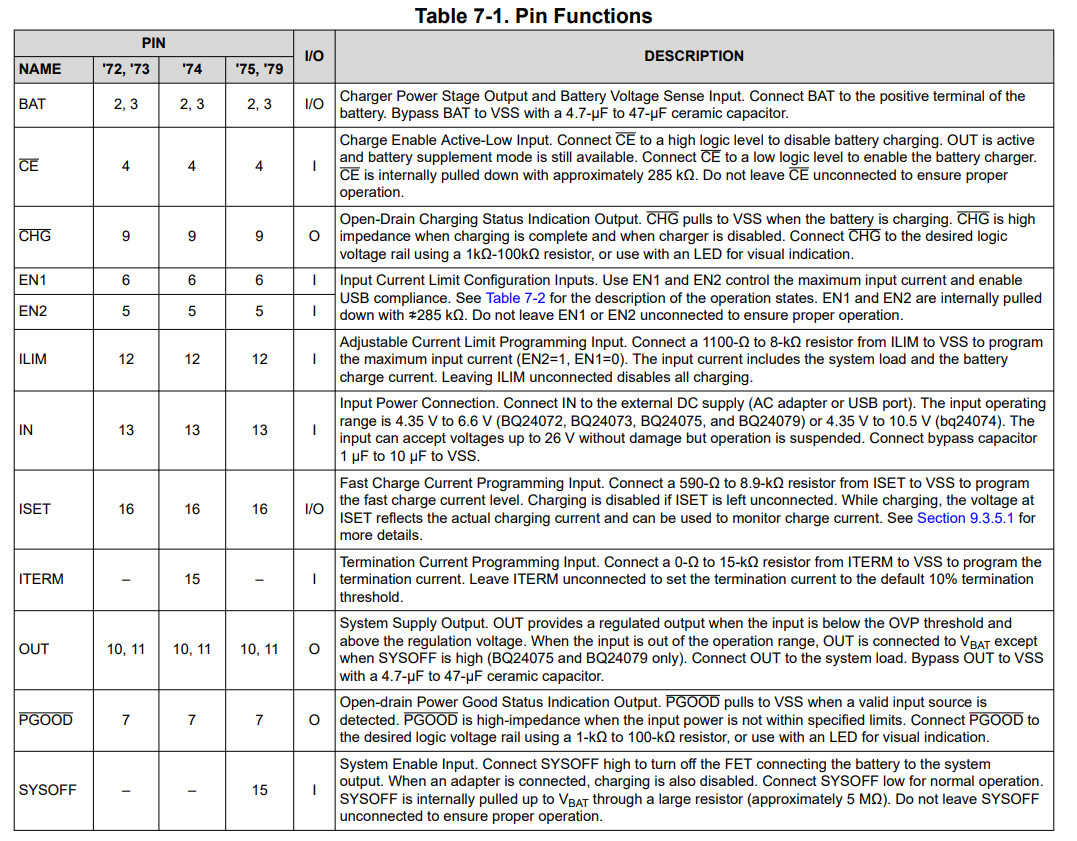 Table 7-1. Pin Functions
PIN I/O DESCRIPTION
NAME '72, '73 '74 '75, '79
BAT 2, 3 2, 3 2, 3 I/O Charger Power Stage Output and Battery Voltage Sense Input. Connect BAT to the positive terminal of the
battery. Bypass BAT to VSS with a 4.7-μF to 47-μF ceramic capacitor.
C̅E̅ 4 4 4 I Charge Enable Active-Low Input. Connect C̅E̅ to a high logic level to disable battery charging. OUT is active
and battery supplement mode is still available. Connect C̅E̅ to a low logic level to enable the battery charger.
C̅E̅ is internally pulled down with approximately 285 kΩ. Do not leave C̅E̅ unconnected to ensure proper
operation.
C̅H̅G̅ 9 9 9 O Open-Drain Charging Status Indication Output. C̅H̅G̅ pulls to VSS when the battery is charging. C̅H̅G̅ is high
impedance when charging is complete and when charger is disabled. Connect C̅H̅G̅ to the desired logic
voltage rail using a 1kΩ-100kΩ resistor, or use with an LED for visual indication.
EN1 6 6 6 I Input Current Limit Configuration Inputs. Use EN1 and EN2 control the maximum input current and enable
USB compliance. See Table 7-2 for the description of the operation states. EN1 and EN2 are internally pulled
EN2 5 5 5 I down with ≉285 kΩ. Do not leave EN1 or EN2 unconnected to ensure proper operation.
ILIM 12 12 12 I Adjustable Current Limit Programming Input. Connect a 1100-Ω to 8-kΩ resistor from ILIM to VSS to program
the maximum input current (EN2=1, EN1=0). The input current includes the system load and the battery
charge current. Leaving ILIM unconnected disables all charging.
IN 13 13 13 I Input Power Connection. Connect IN to the external DC supply (AC adapter or USB port). The input operating
range is 4.35 V to 6.6 V (BQ24072, BQ24073, BQ24075, and BQ24079) or 4.35 V to 10.5 V (bq24074). The
input can accept voltages up to 26 V without damage but operation is suspended. Connect bypass capacitor
1 μF to 10 μF to VSS.
ISET 16 16 16 I/O Fast Charge Current Programming Input. Connect a 590-Ω to 8.9-kΩ resistor from ISET to VSS to program
the fast charge current level. Charging is disabled if ISET is left unconnected. While charging, the voltage at
ISET reflects the actual charging current and can be used to monitor charge current. See Section 9.3.5.1 for
more details.
ITERM – 15 – I Termination Current Programming Input. Connect a 0-Ω to 15-kΩ resistor from ITERM to VSS to program the
termination current. Leave ITERM unconnected to set the termination current to the default 10% termination
threshold.
OUT 10, 11 10, 11 10, 11 O System Supply Output. OUT provides a regulated output when the input is below the OVP threshold and
above the regulation voltage. When the input is out of the operation range, OUT is connected to VBAT except
when SYSOFF is high (BQ24075 and BQ24079 only). Connect OUT to the system load. Bypass OUT to VSS
with a 4.7-μF to 47-μF ceramic capacitor.
P̅G̅O̅O̅D̅ 7 7 7 O Open-drain Power Good Status Indication Output. P̅G̅O̅O̅D̅ pulls to VSS when a valid input source is
detected. P̅G̅O̅O̅D̅ is high-impedance when the input power is not within specified limits. Connect P̅G̅O̅O̅D̅ to
the desired logic voltage rail using a 1-kΩ to 100-kΩ resistor, or use with an LED for visual indication.
SYSOFF – – 15 I System Enable Input. Connect SYSOFF high to turn off the FET connecting the battery to the system
output. When an adapter is connected, charging is also disabled. Connect SYSOFF low for normal operation.
SYSOFF is internally pulled up to VBAT through a large resistor (approximately 5 MΩ). Do not leave SYSOFF
unconnected to ensure proper operation.